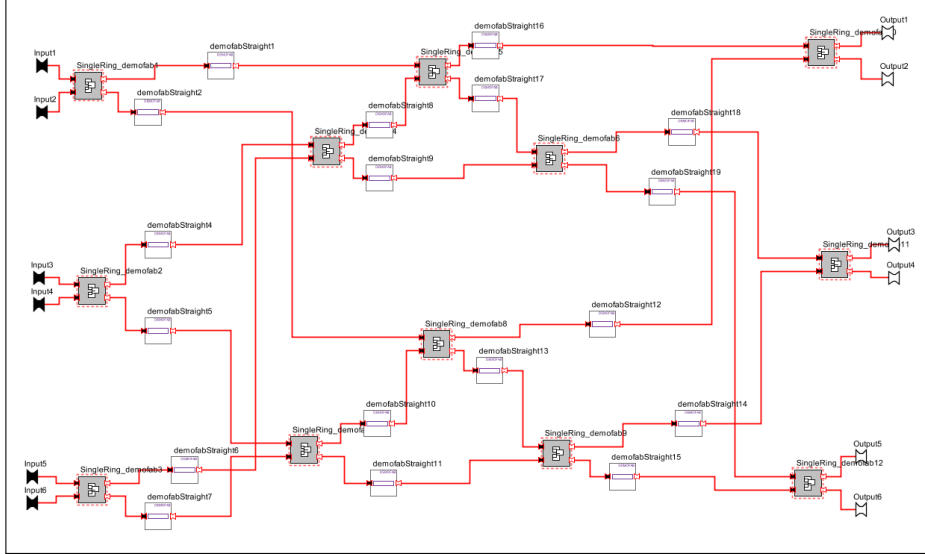 Output1
demofabStraight16
Input1
demofabStraight1
SingleRing_demofab1
demofabStraight17
demofabStraight2
Input2
Output2
demofabStraight8
demofabStraight18
SingleRing_demofab6
demofabStraight9
demofabStraight19
demofabStraight4
Output3
Input3
SingleRing_demofab2
Output4
Input4
demofabStraight5
demofabStraight12
SingleRing_demofab8
demofabStraight13
demofabStraight10
demofabStraight14
SingleRing_demofab9
Output5
demofabStraight6
Input5
SingleRing_demofab3
demofabStraight11
demofabStraight15
SingleRing_demofab12
Input6
demofabStraight7
Output6